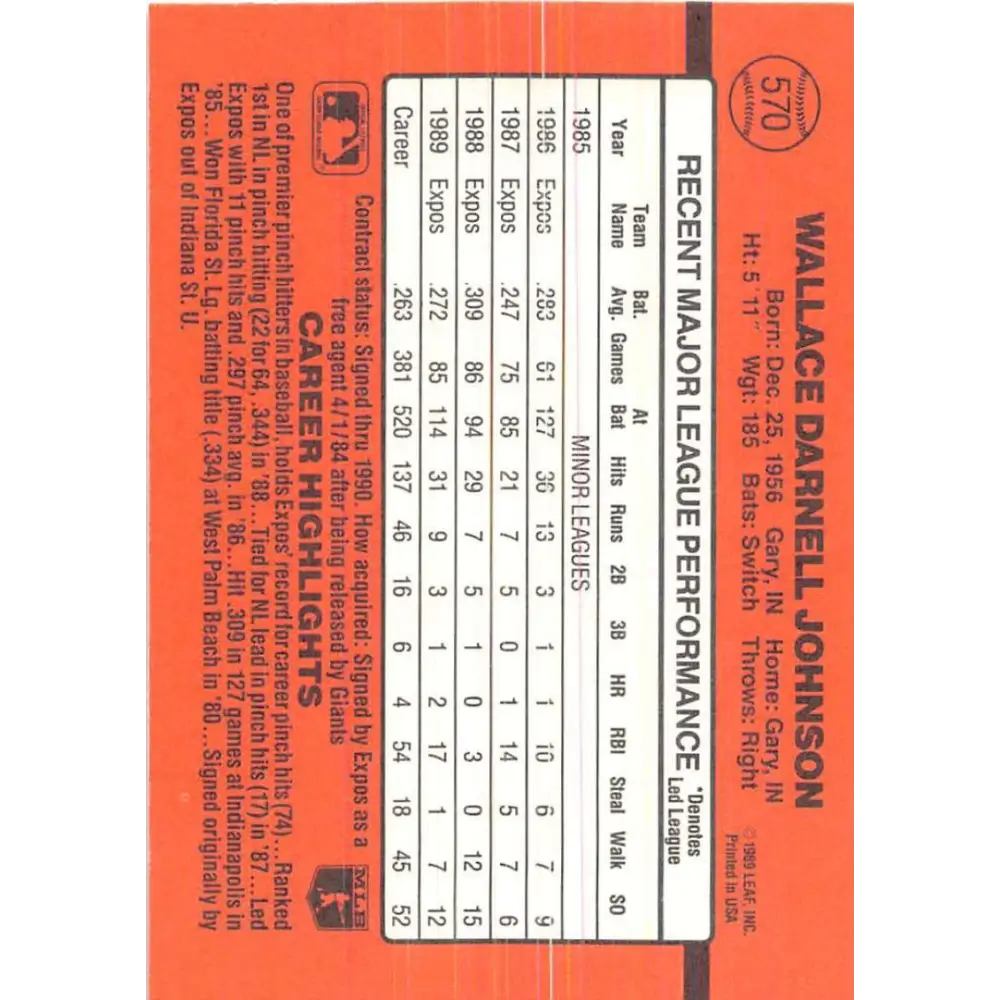 570
WALLACE DARNELL JOHNSON
Born: Dec. 25, 1956 Gary, IN Home: Gary, IN
Ht: 5'11" Wgt: 185 Bats: Switch Throws: Right
© 1989 LEAF, INC.
Printed in USA
RECENT MAJOR LEAGUE PERFORMANCE *Denotes
Led League
Team Bat. At
Year Name Avg. Games Bat Hits Runs 2B 3B HR RBI Steal Walk SO
1985 MINOR LEAGUES
1986 Expos .283 61 127 36 13 3 1 1 10 6 7 9
1987 Expos .247 75 85 21 7 5 0 1 14 5 7 6
1988 Expos .309 86 94 29 7 5 1 0 3 0 12 15
1989 Expos .272 85 114 31 9 3 1 2 17 1 7 12
Career .263 381 520 137 46 16 6 4 54 18 45 52
Contract status: Signed thru 1990. How acquired: Signed by Expos as a
free agent 4/1/84 after being released by Giants
MLB
CAREER HIGHLIGHTS
One of premier pinch hitters in baseball, holds Expos' record for career pinch hits (74)...Ranked
1st in NL in pinch hitting (22 for 64, .344) in '88...Tied for NL lead in pinch hits (17) in '87...Led
Expos with 11 pinch hits and .297 pinch avg. in '86...Hit .309 in 127 games at Indianapolis in
'85...Won Florida St. Lg. batting title (.334) at West Palm Beach in '80...Signed originally by
Expos out of Indiana St. U.